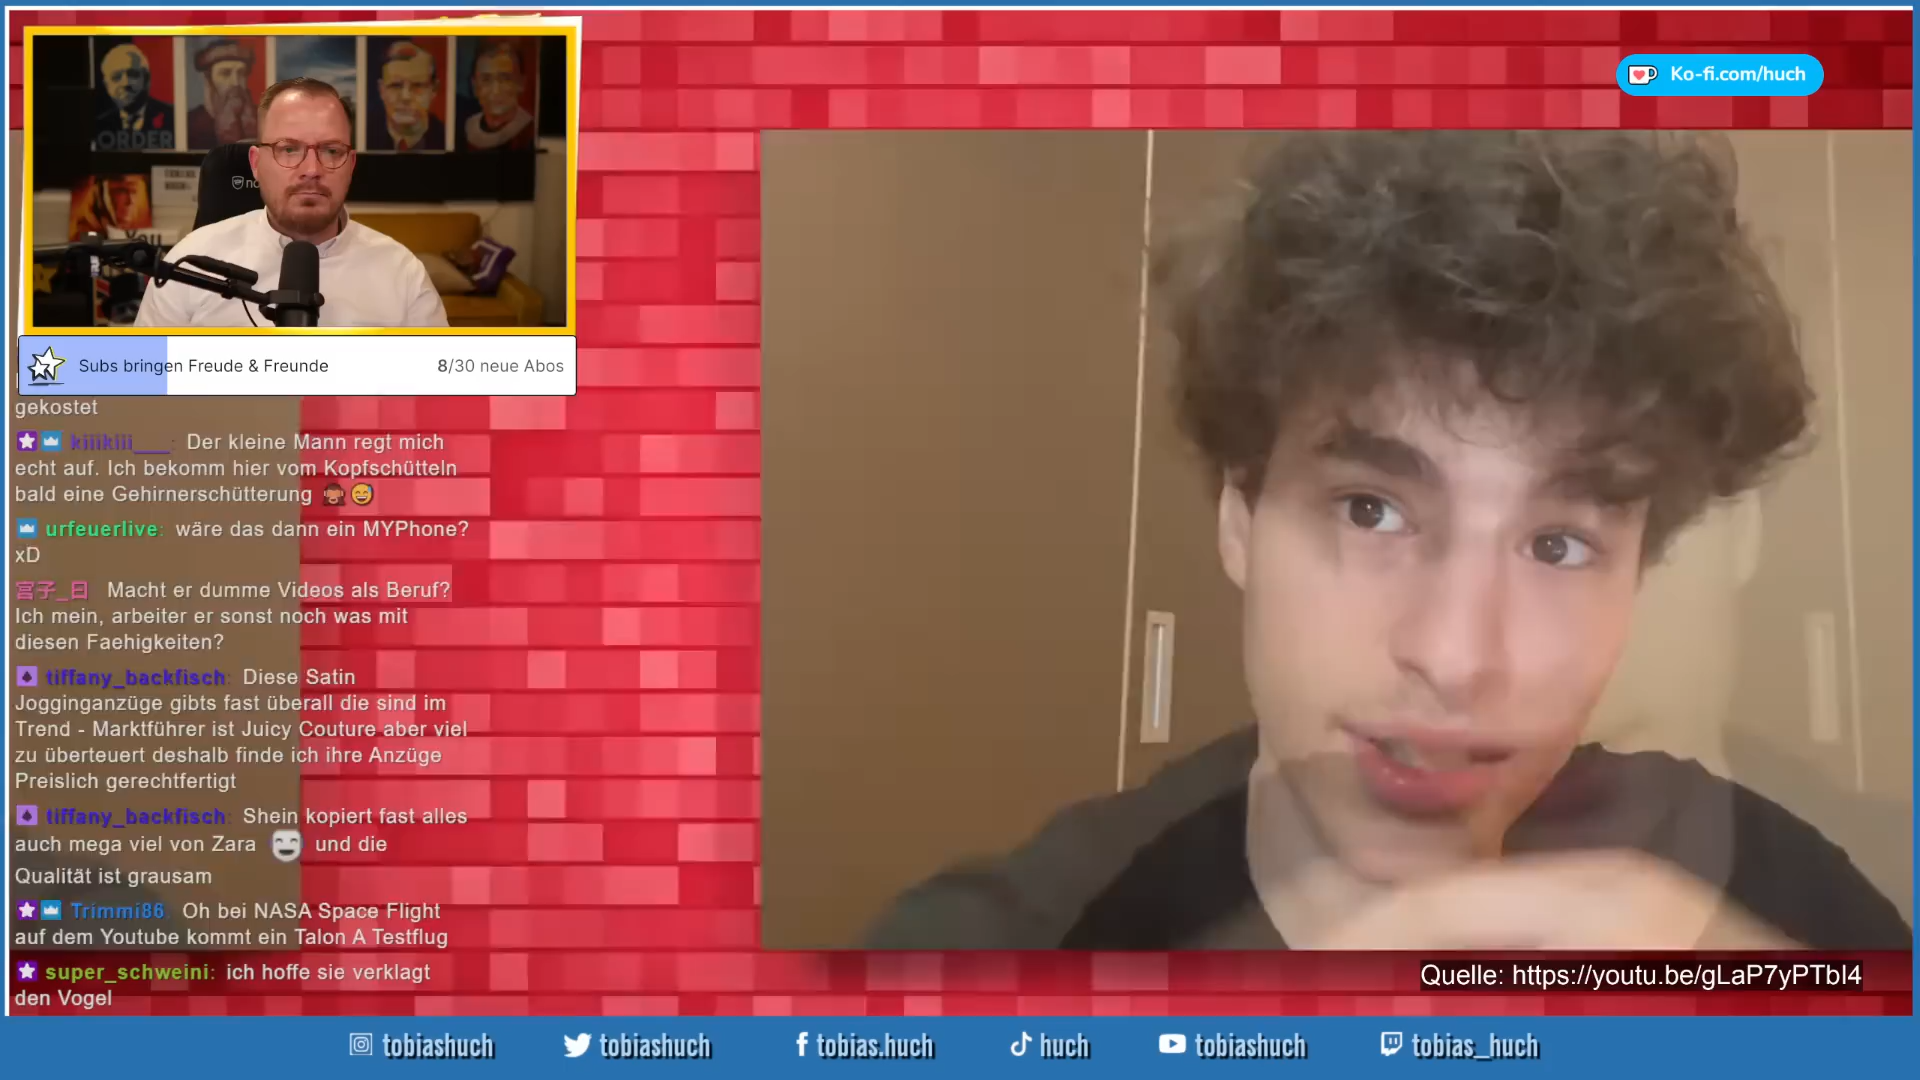 ORDER
Ko-fi.com/huch
Subs bringen Freude & Freunde
8/30 neue Abos
gekostet
kiiikiii___: Der kleine Mann regt mich
echt auf. Ich bekomm hier vom Kopfschütteln
bald eine Gehirnerschütterung
urfeuerlive: wäre das dann ein MYPhone?
xD
宮子_日 Macht er dumme Videos als Beruf?
Ich mein, arbeiter er sonst noch was mit
diesen Faehigkeiten?
tiffany_backfisch: Diese Satin
Jogginganzüge gibts fast überall die sind im
Trend - Marktführer ist Juicy Couture aber viel
zu überteuert deshalb finde ich ihre Anzüge
Preislich gerechtfertigt
tiffany_backfisch: Shein kopiert fast alles
auch mega viel von Zara und die
Qualität ist grausam
Trimmi86: Oh bei NASA Space Flight
auf dem Youtube kommt ein Talon A Testflug
super_schweini: ich hoffe sie verklagt
den Vogel
Quelle: https://youtu.be/gLaP7yPTbI4
tobiashuch
tobiashuch
tobias.huch
huch
tobiashuch
tobias_huch